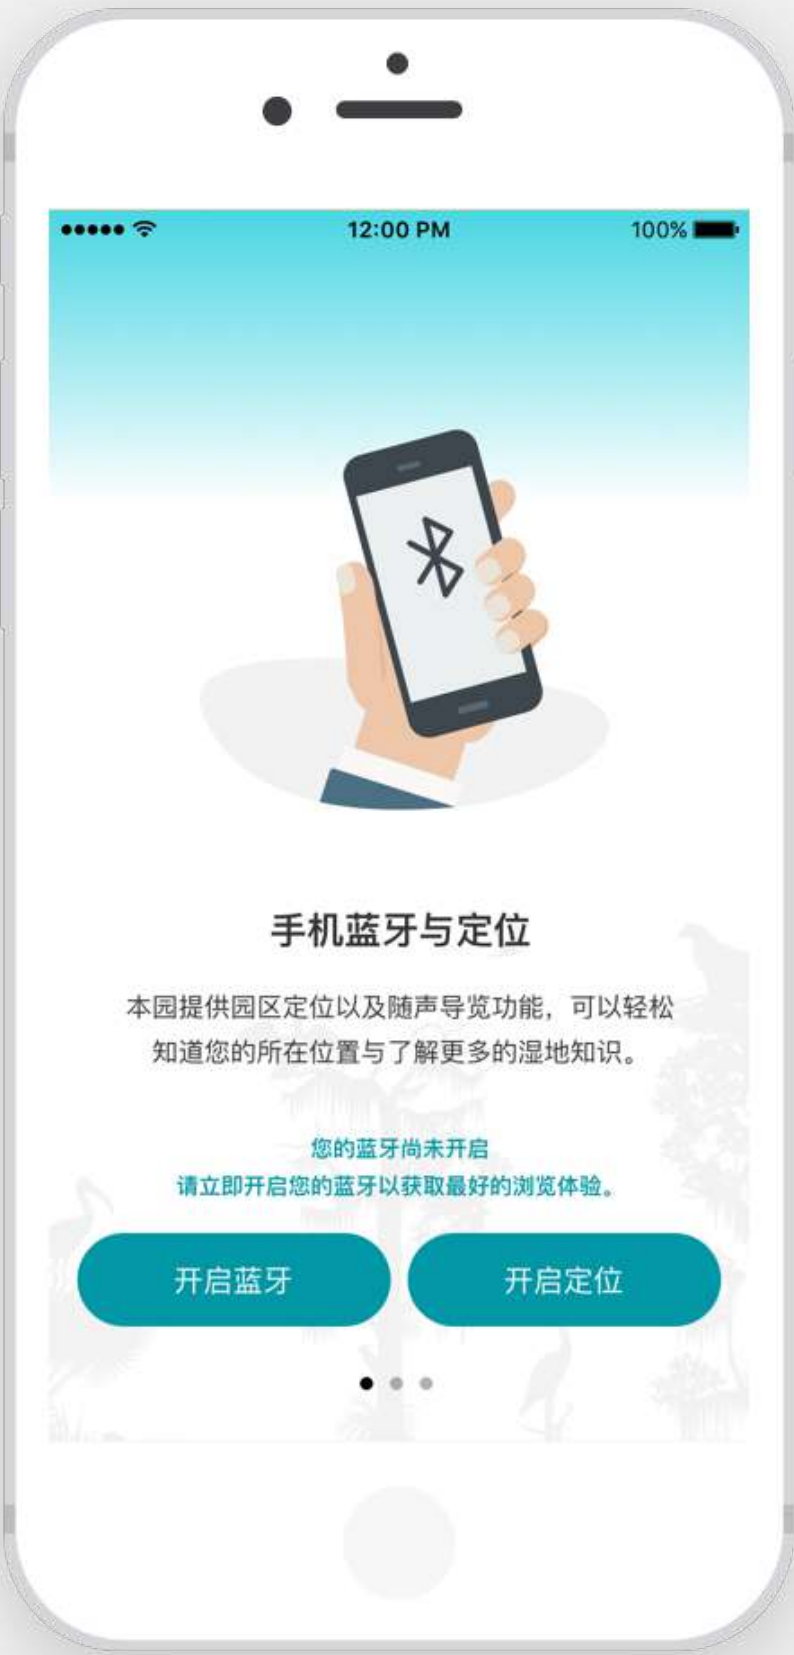 12:00 PM
100%
手机蓝牙与定位
本园提供园区定位以及随声导览功能，可以轻松
知道您的所在位置与了解更多的湿地知识。
您的蓝牙尚未开启
请立即开启您的蓝牙以获取最好的浏览体验。
开启蓝牙
开启定位